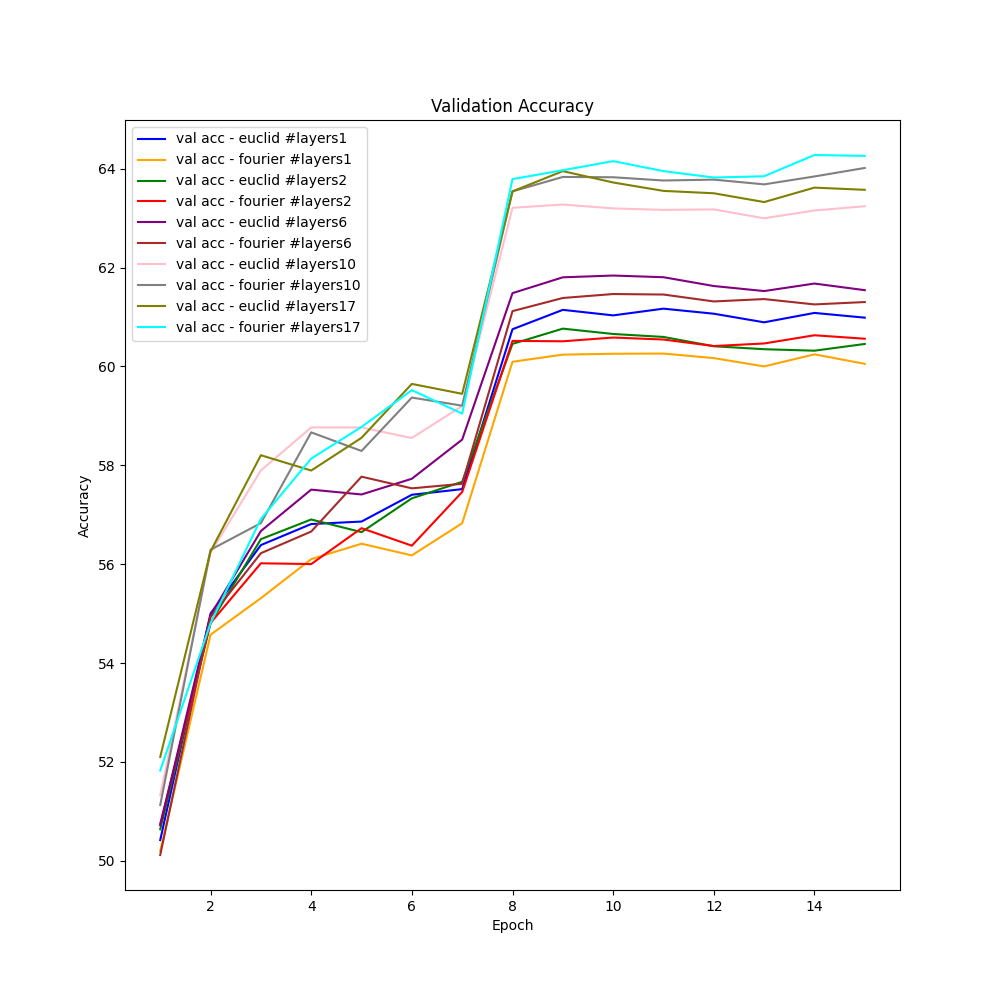 Validation Accuracy
val acc - euclid #layers1
val acc - fourier #layers1
val acc - euclid #layers2
val acc - fourier #layers2
val acc - euclid #layers6
val acc - fourier #layers6
val acc - euclid #layers10
val acc - fourier #layers10
val acc - euclid #layers17
val acc - fourier #layers17
64
62
60
58
56
54
52
50
Accuracy
2 4 6 8 10 12 14
Epoch